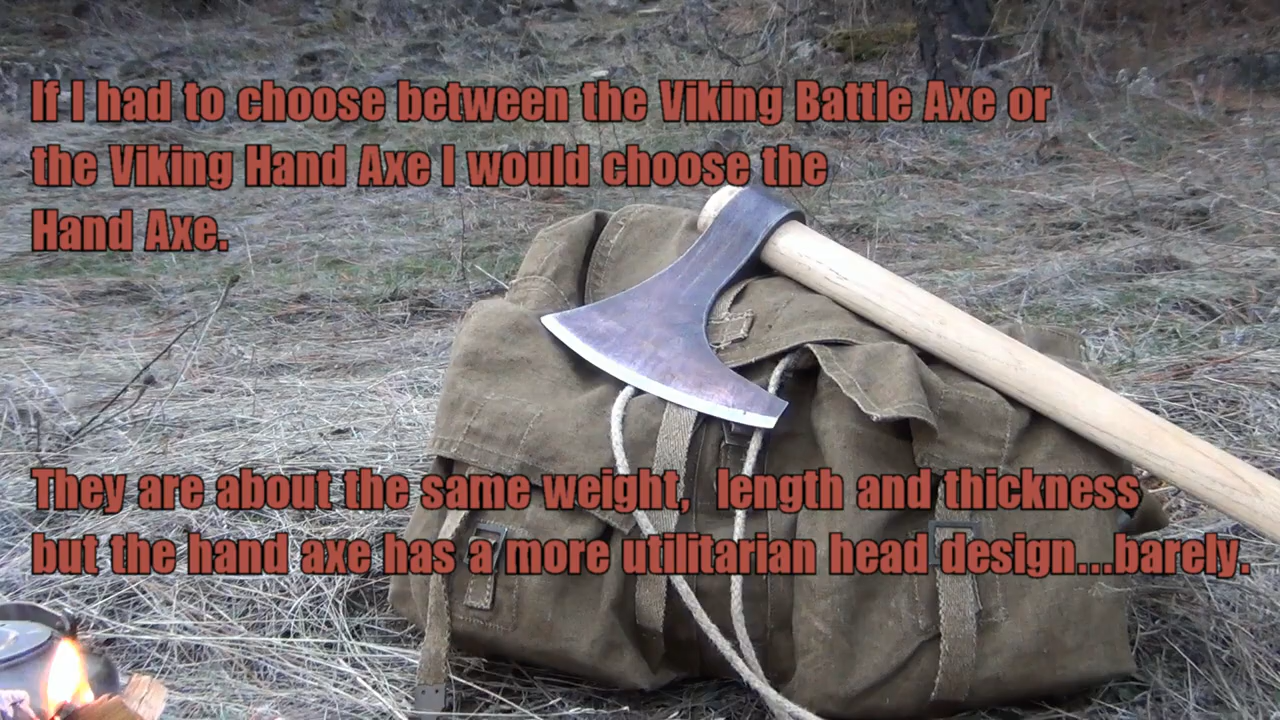 If I had to choose between the Viking Battle Axe or
the Viking Hand Axe I would choose the
Hand Axe.
They are about the same weight, length and thickness
but the hand axe has a more utilitarian head design...barely.